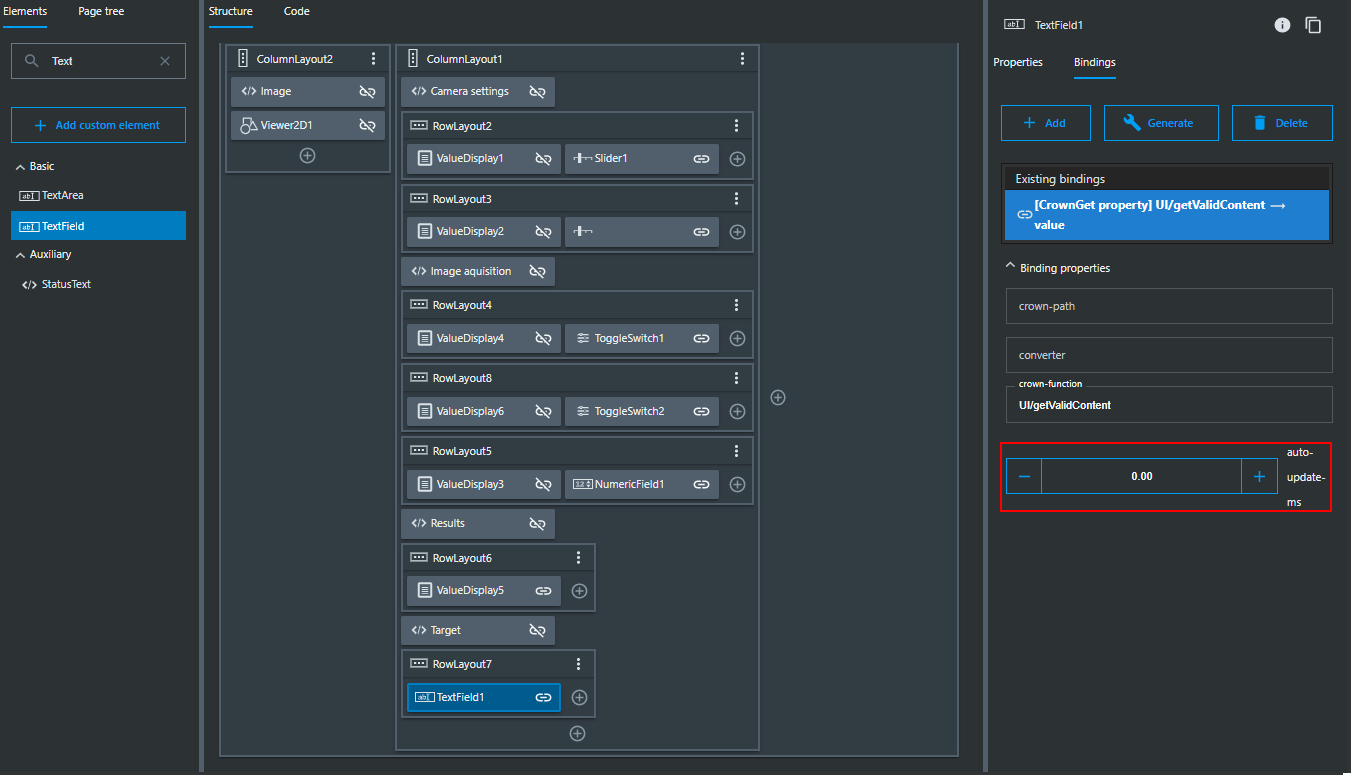 Elements
Page tree
Text
Add custom element
Basic
TextArea
TextField
Auxiliary
StatusText
Structure
Code
ColumnLayout2
Image
Viewer2D1
ColumnLayout1
Camera settings
RowLayout2
ValueDisplay1
Slider1
RowLayout3
ValueDisplay2
Image aquisition
RowLayout4
ValueDisplay4
ToggleSwitch1
RowLayout8
ValueDisplay6
ToggleSwitch2
RowLayout5
ValueDisplay3
NumericField1
Results
RowLayout6
ValueDisplay5
Target
RowLayout7
TextField1
TextField1
Properties
Bindings
Add
Generate
Delete
Existing bindings
[CrownGet property] UI/getValidContent →
value
Binding properties
crown-path
converter
crown-function
UI/getValidContent
0.00
auto-
update-
ms